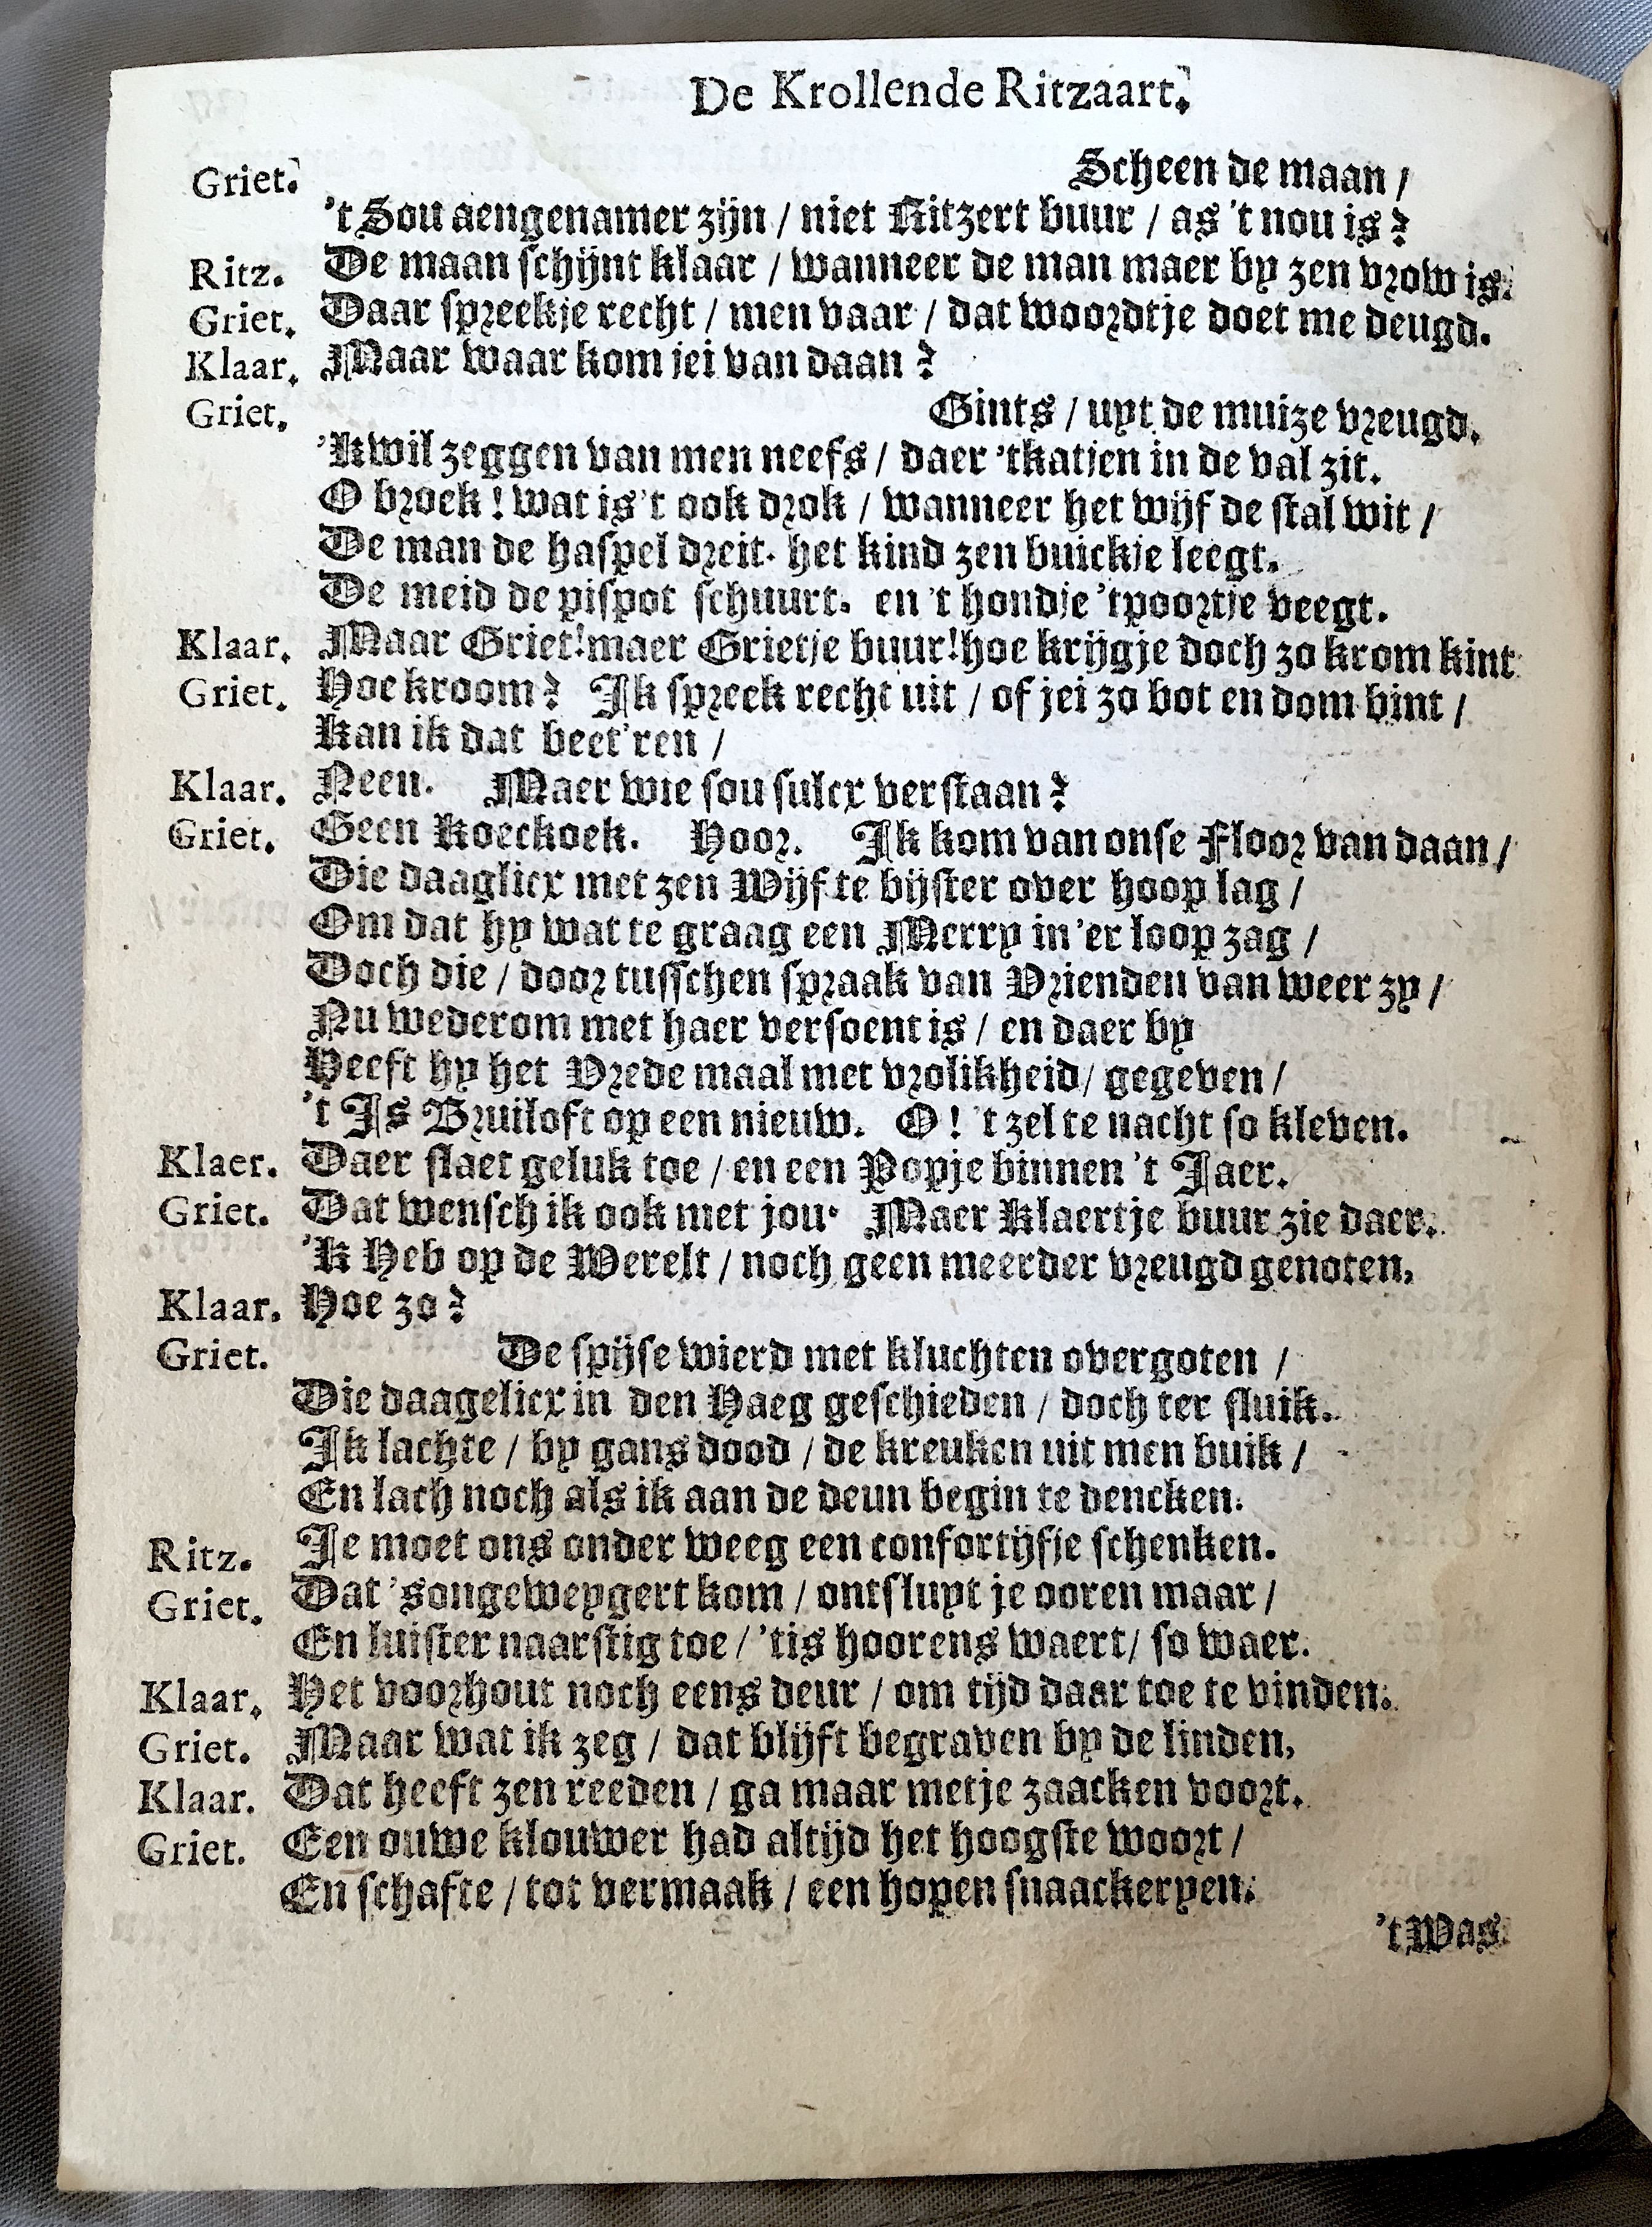 De Krollende Ritzaart.
Griet. Scheen de maan /
't Sou aengenamer zijn / niet Ritzert buur / as 't nou is?
Ritz. De maan schijnt klaar / wanneer de man maer by zen vrow is.
Griet. Daar spreekje recht / men vaar / dat woordtje doet me deugd.
Klaar. Maar waar kom jei van daan?
Griet. Gints / uyt de muize vreugd.
'Kwil zeggen van men neefs / daer 'tkatjen in de val zit.
O broek! wat is 't ook drok / wanneer het wijf de stal wit /
De man de haspel dreit. het kind zen buickje leegt.
De meid de pispot schuurt. en 't hondje 'tpoortje veegt.
Klaar. Maar Griet! maer Grietje buur! hoe krijgje doch zo krom kint
Griet. Hoe kroom? Ik spreek recht uit / of jei zo bot en dom bint /
Kan ik dat beet'ren /
Klaar. Neen. Maer wie sou sulcx verstaan?
Griet. Geen Koeckoek. Hoor. Ik kom van onse Floor van daan /
Die daaglicx met zen Wijf te bijster over hoop lag /
Om dat hy wat te graag een Merry in 'er loop zag /
Doch die / door tusschen spraak van Vrienden van weer zy /
Nu wederom met haer versoent is / en daer by
Heeft hy het Vrede maal met vrolikheid / gegeven /
't Is Bruiloft op een nieuw. O! 't zel te nacht so kleven.
Klaer. Daer slaet geluk toe / en een Popje binnen 't Jaer.
Griet. Dat wensch ik ook met jou. Maer Klaertje buur zie daer.
'K Heb op de Werelt / noch geen meerder vreugd genoten,
Klaar. Hoe zo?
Griet. De spijse wierd met kluchten overgoten /
Die daagelicx in den Haeg geschieden / doch ter sluik.
Ik lachte / by gans dood / de kreuken uit men buik /
En lach noch als ik aan de deun begin te dencken.
Ritz. Je moet ons onder weeg een confortijfje schenken.
Griet. Dat 's ongeweygert kom / ontsluyt je ooren maar /
En luister naarstig toe / 'tis hoorens waert / so waer.
Klaar. Het voorhout noch eens deur / om tijd daar toe te vinden.
Griet. Maar wat ik zeg / dat blijft begraven by de linden,
Klaar. Dat heeft zen reeden / ga maar metje zaacken voort.
Griet. Een ouwe klouwer had altijd het hoogste woort /
En schafte / tot vermaak / een hopen snaackeryen.
't Was